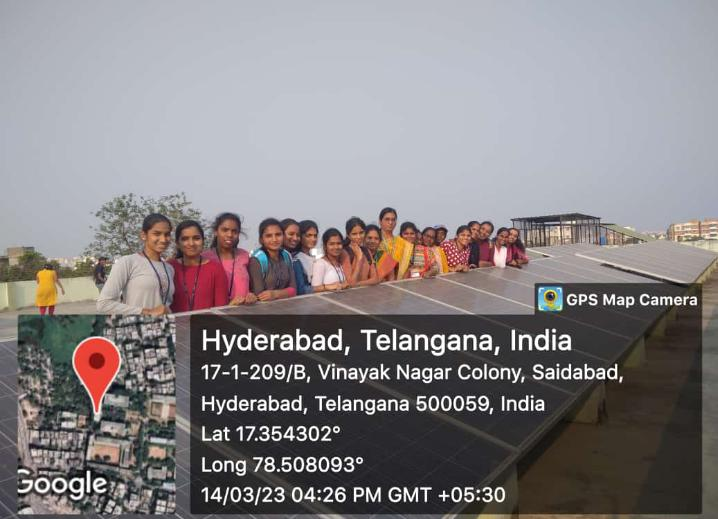 GPS Map Camera
Hyderabad, Telangana, India
17-1-209/B, Vinayak Nagar Colony, Saidabad,
Hyderabad, Telangana 500059, India
Lat 17.354302°
Long 78.508093°
14/03/23 04:26 PM GMT +05:30
Google